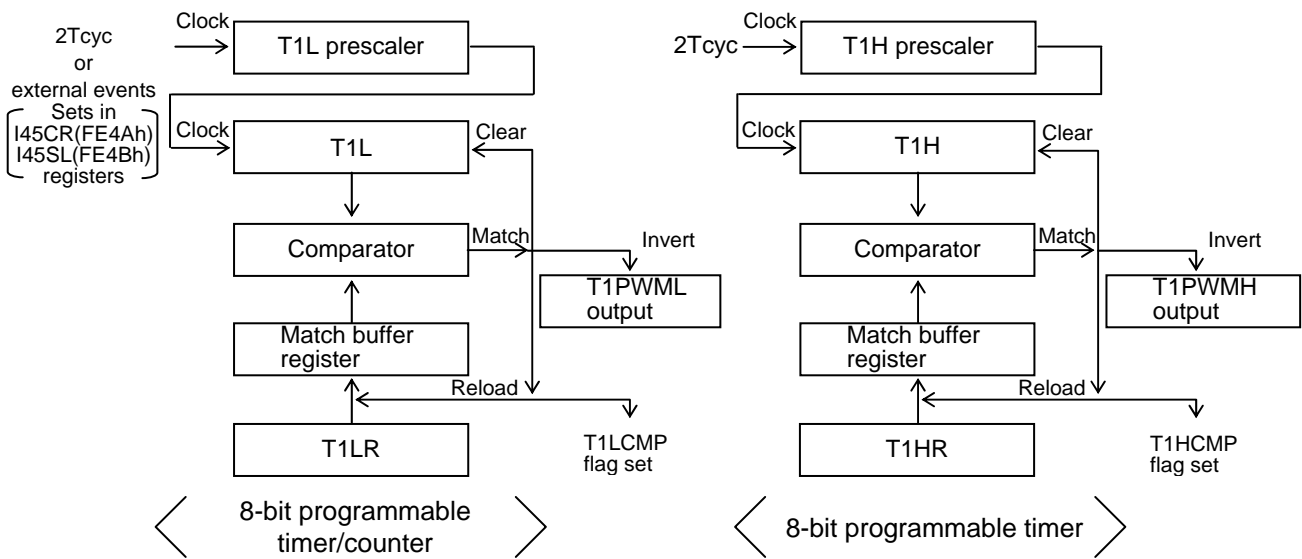 Clock
2Tcyc
or
external events
Sets in
I45CR(FE4Ah)
I45SL(FE4Bh)
registers
T1L prescaler
Clock
T1L
Clear
Comparator
Match
Invert
T1PWML
output
Match buffer
register
Reload
T1LR
T1LCMP
flag set
8-bit programmable
timer/counter
Clock
2Tcyc
T1H prescaler
Clock
T1H
Clear
Comparator
Match
Invert
T1PWMH
output
Match buffer
register
Reload
T1HR
T1HCMP
flag set
8-bit programmable timer